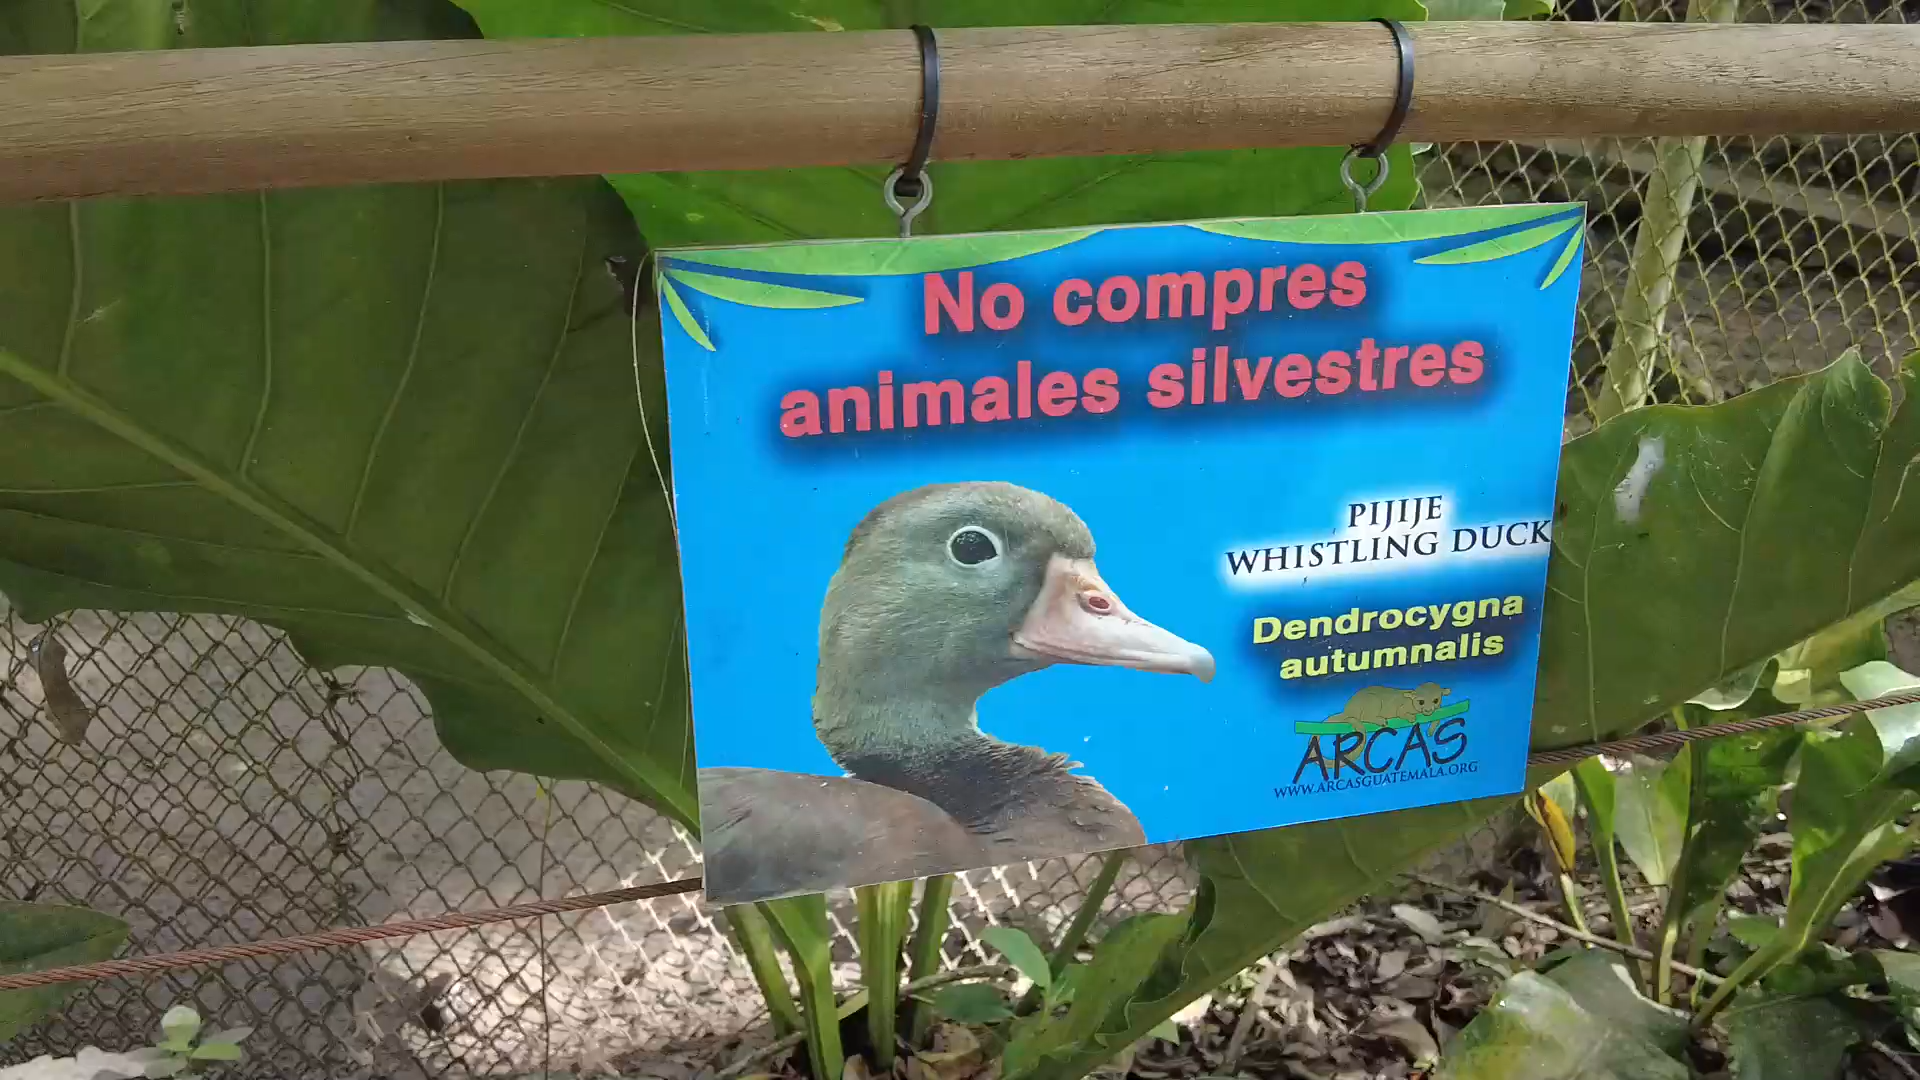 No compres
animales silvestres
PIJIJE
WHISTLING DUCK
Dendrocygna
autumnalis
ARCAS
WWW.ARCASGUATEMALA.ORG